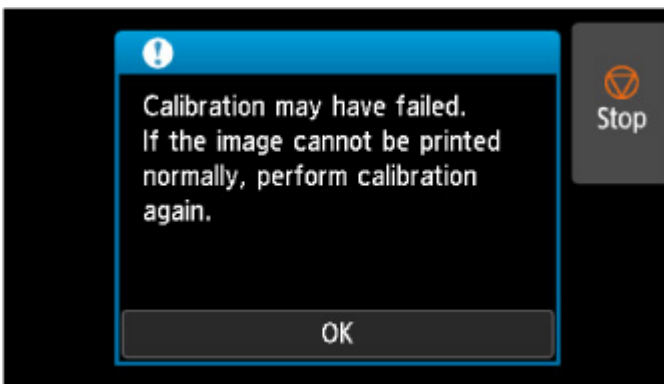 Calibration may have failed.
If the image cannot be printed
normally, perform calibration
again.
Stop
OK